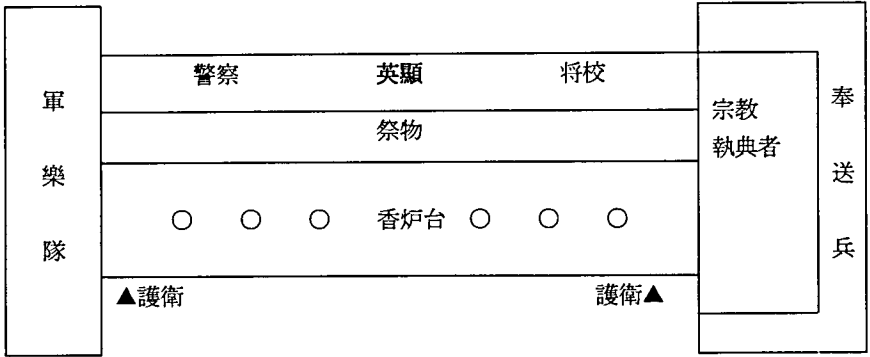 軍樂隊
警察 英顯 将校
祭物
○ ○ ○ 香炉台 ○ ○ ○
▲護衛 護衛▲
宗教
執典者
奉送兵